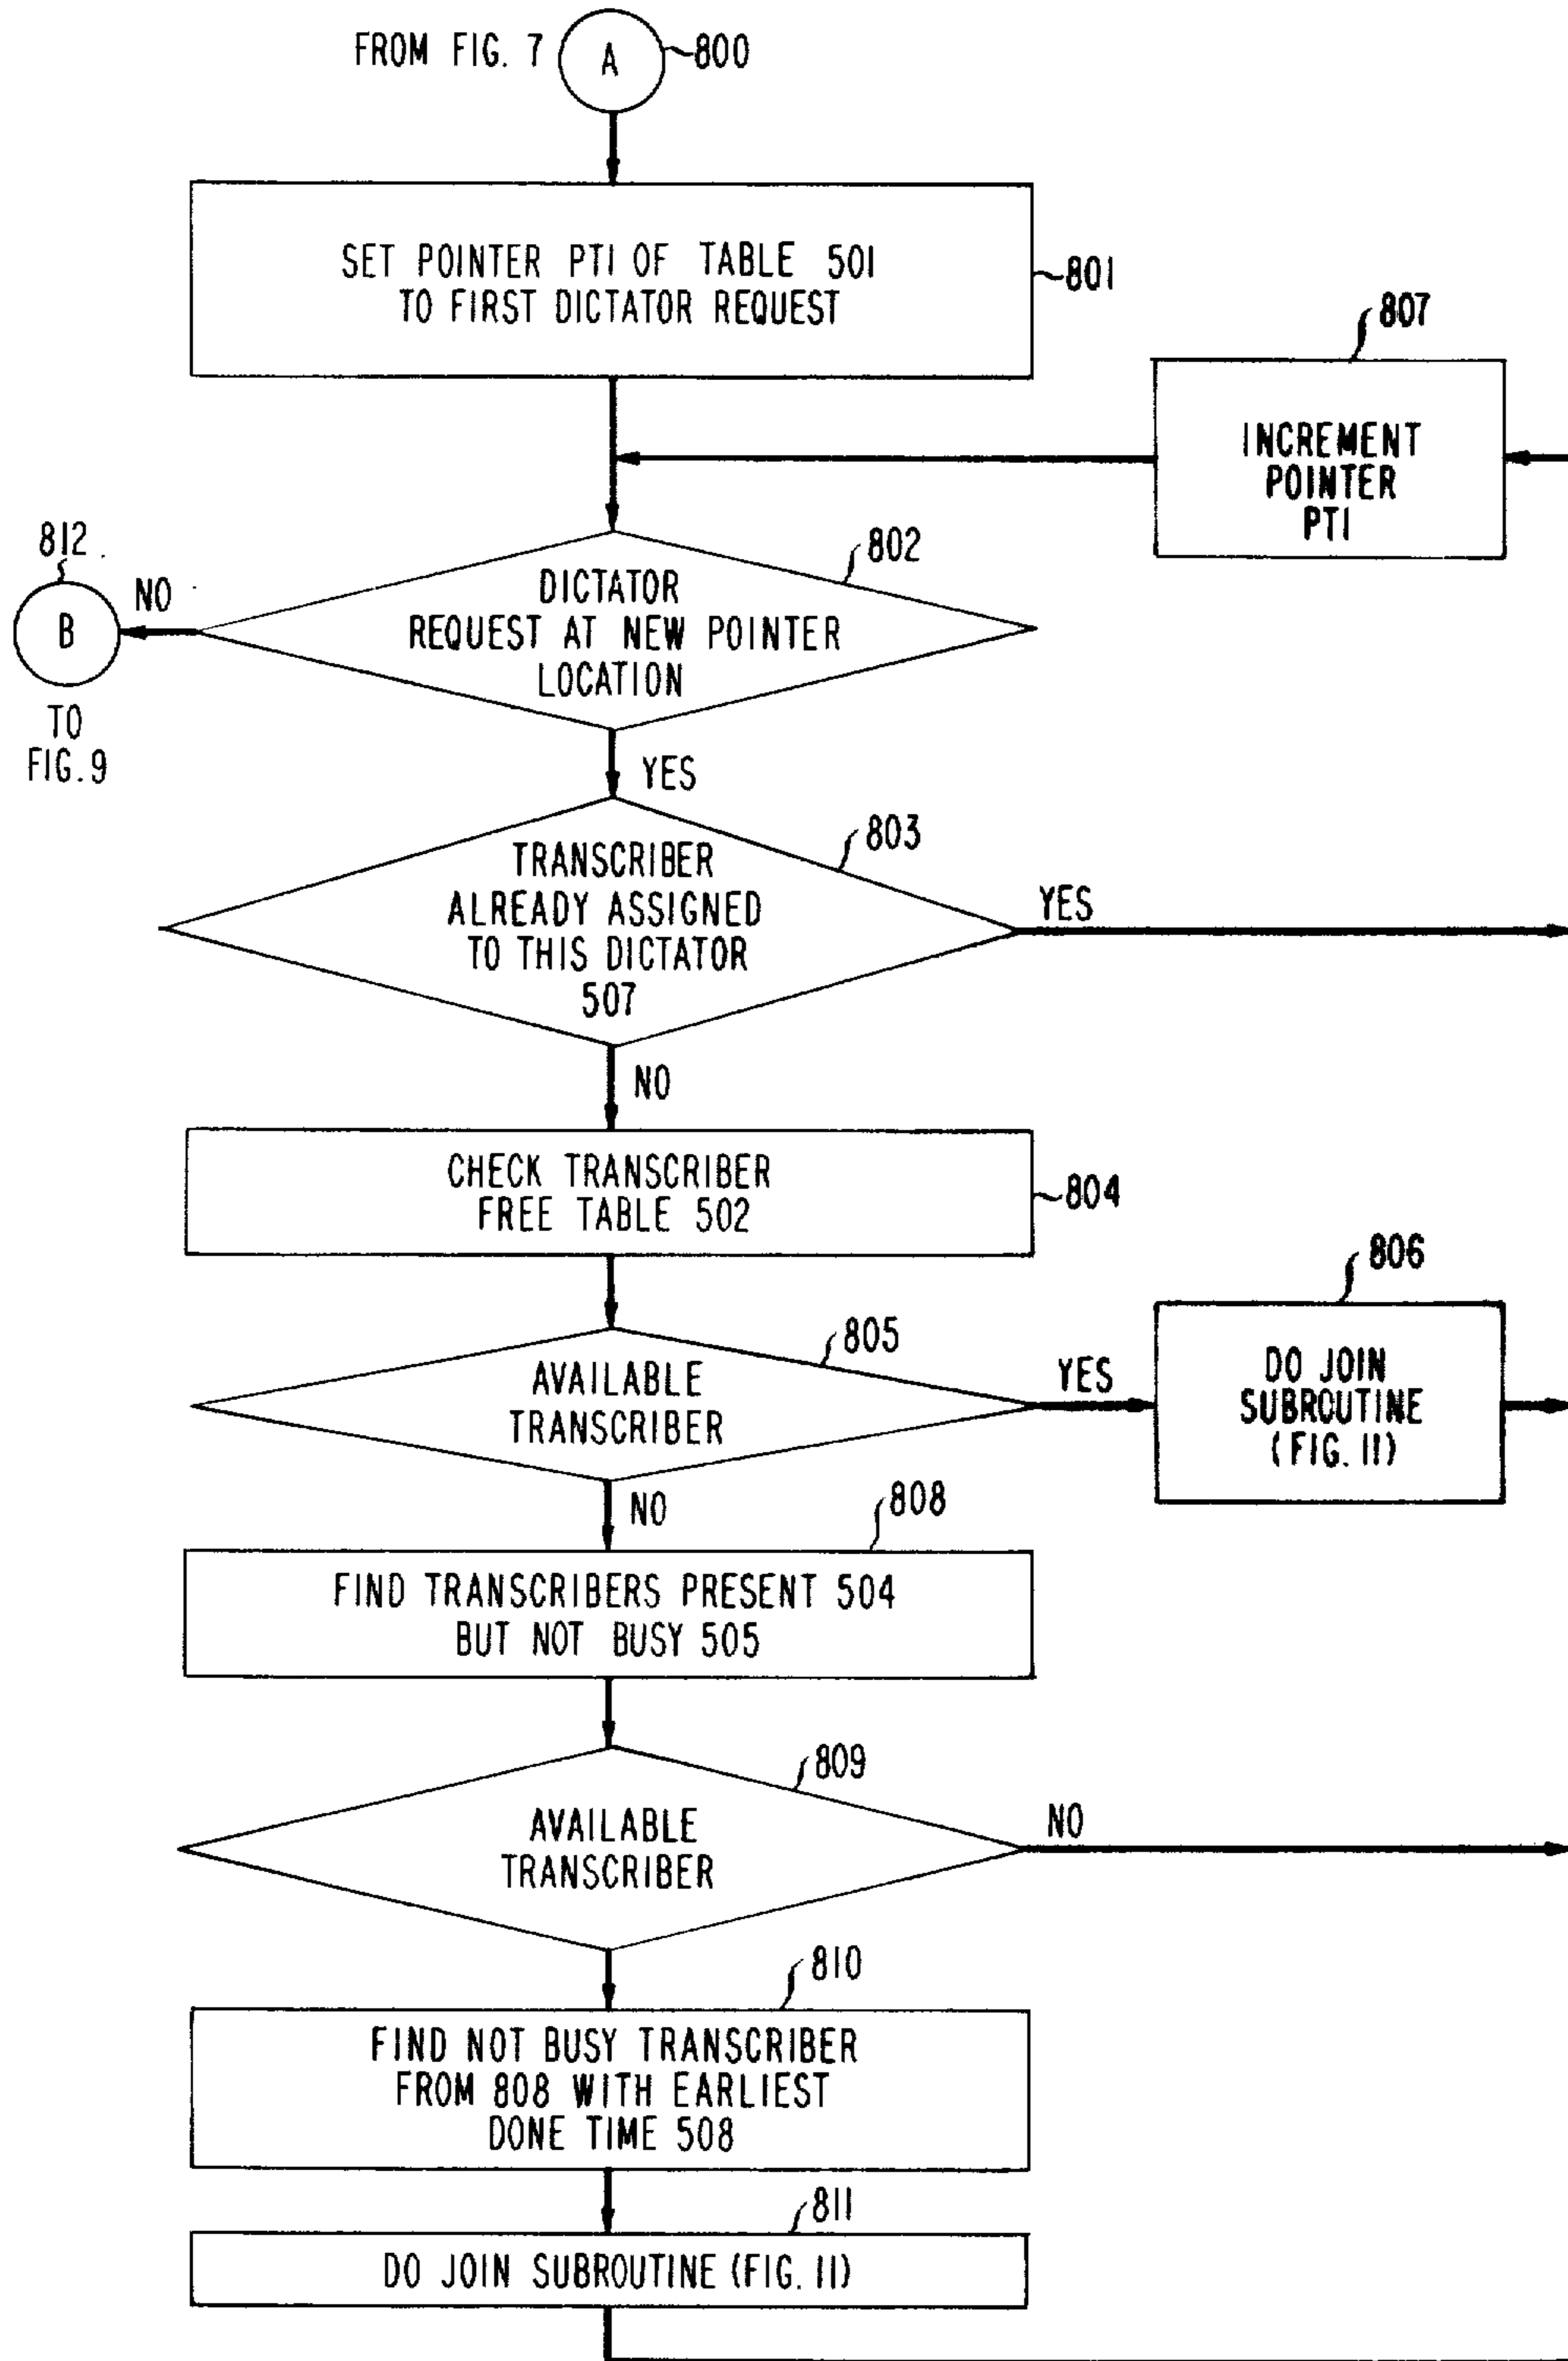 FROM FIG. 7
A
800
SET POINTER PT1 OF TABLE 501
TO FIRST DICTATOR REQUEST
801
807
INCREMENT
POINTER
PT1
812
NO
B
TO
FIG. 9
802
DICTATOR
REQUEST AT NEW POINTER
LOCATION
YES
803
TRANSCRIBER
ALREADY ASSIGNED
TO THIS DICTATOR
507
YES
NO
CHECK TRANSCRIBER
FREE TABLE 502
804
805
AVAILABLE
TRANSCRIBER
YES
806
DO JOIN
SUBROUTINE
(FIG. 11)
NO
808
FIND TRANSCRIBERS PRESENT 504
BUT NOT BUSY 505
809
AVAILABLE
TRANSCRIBER
NO
810
FIND NOT BUSY TRANSCRIBER
FROM 808 WITH EARLIEST
DONE TIME 508
811
DO JOIN SUBROUTINE (FIG. 11)